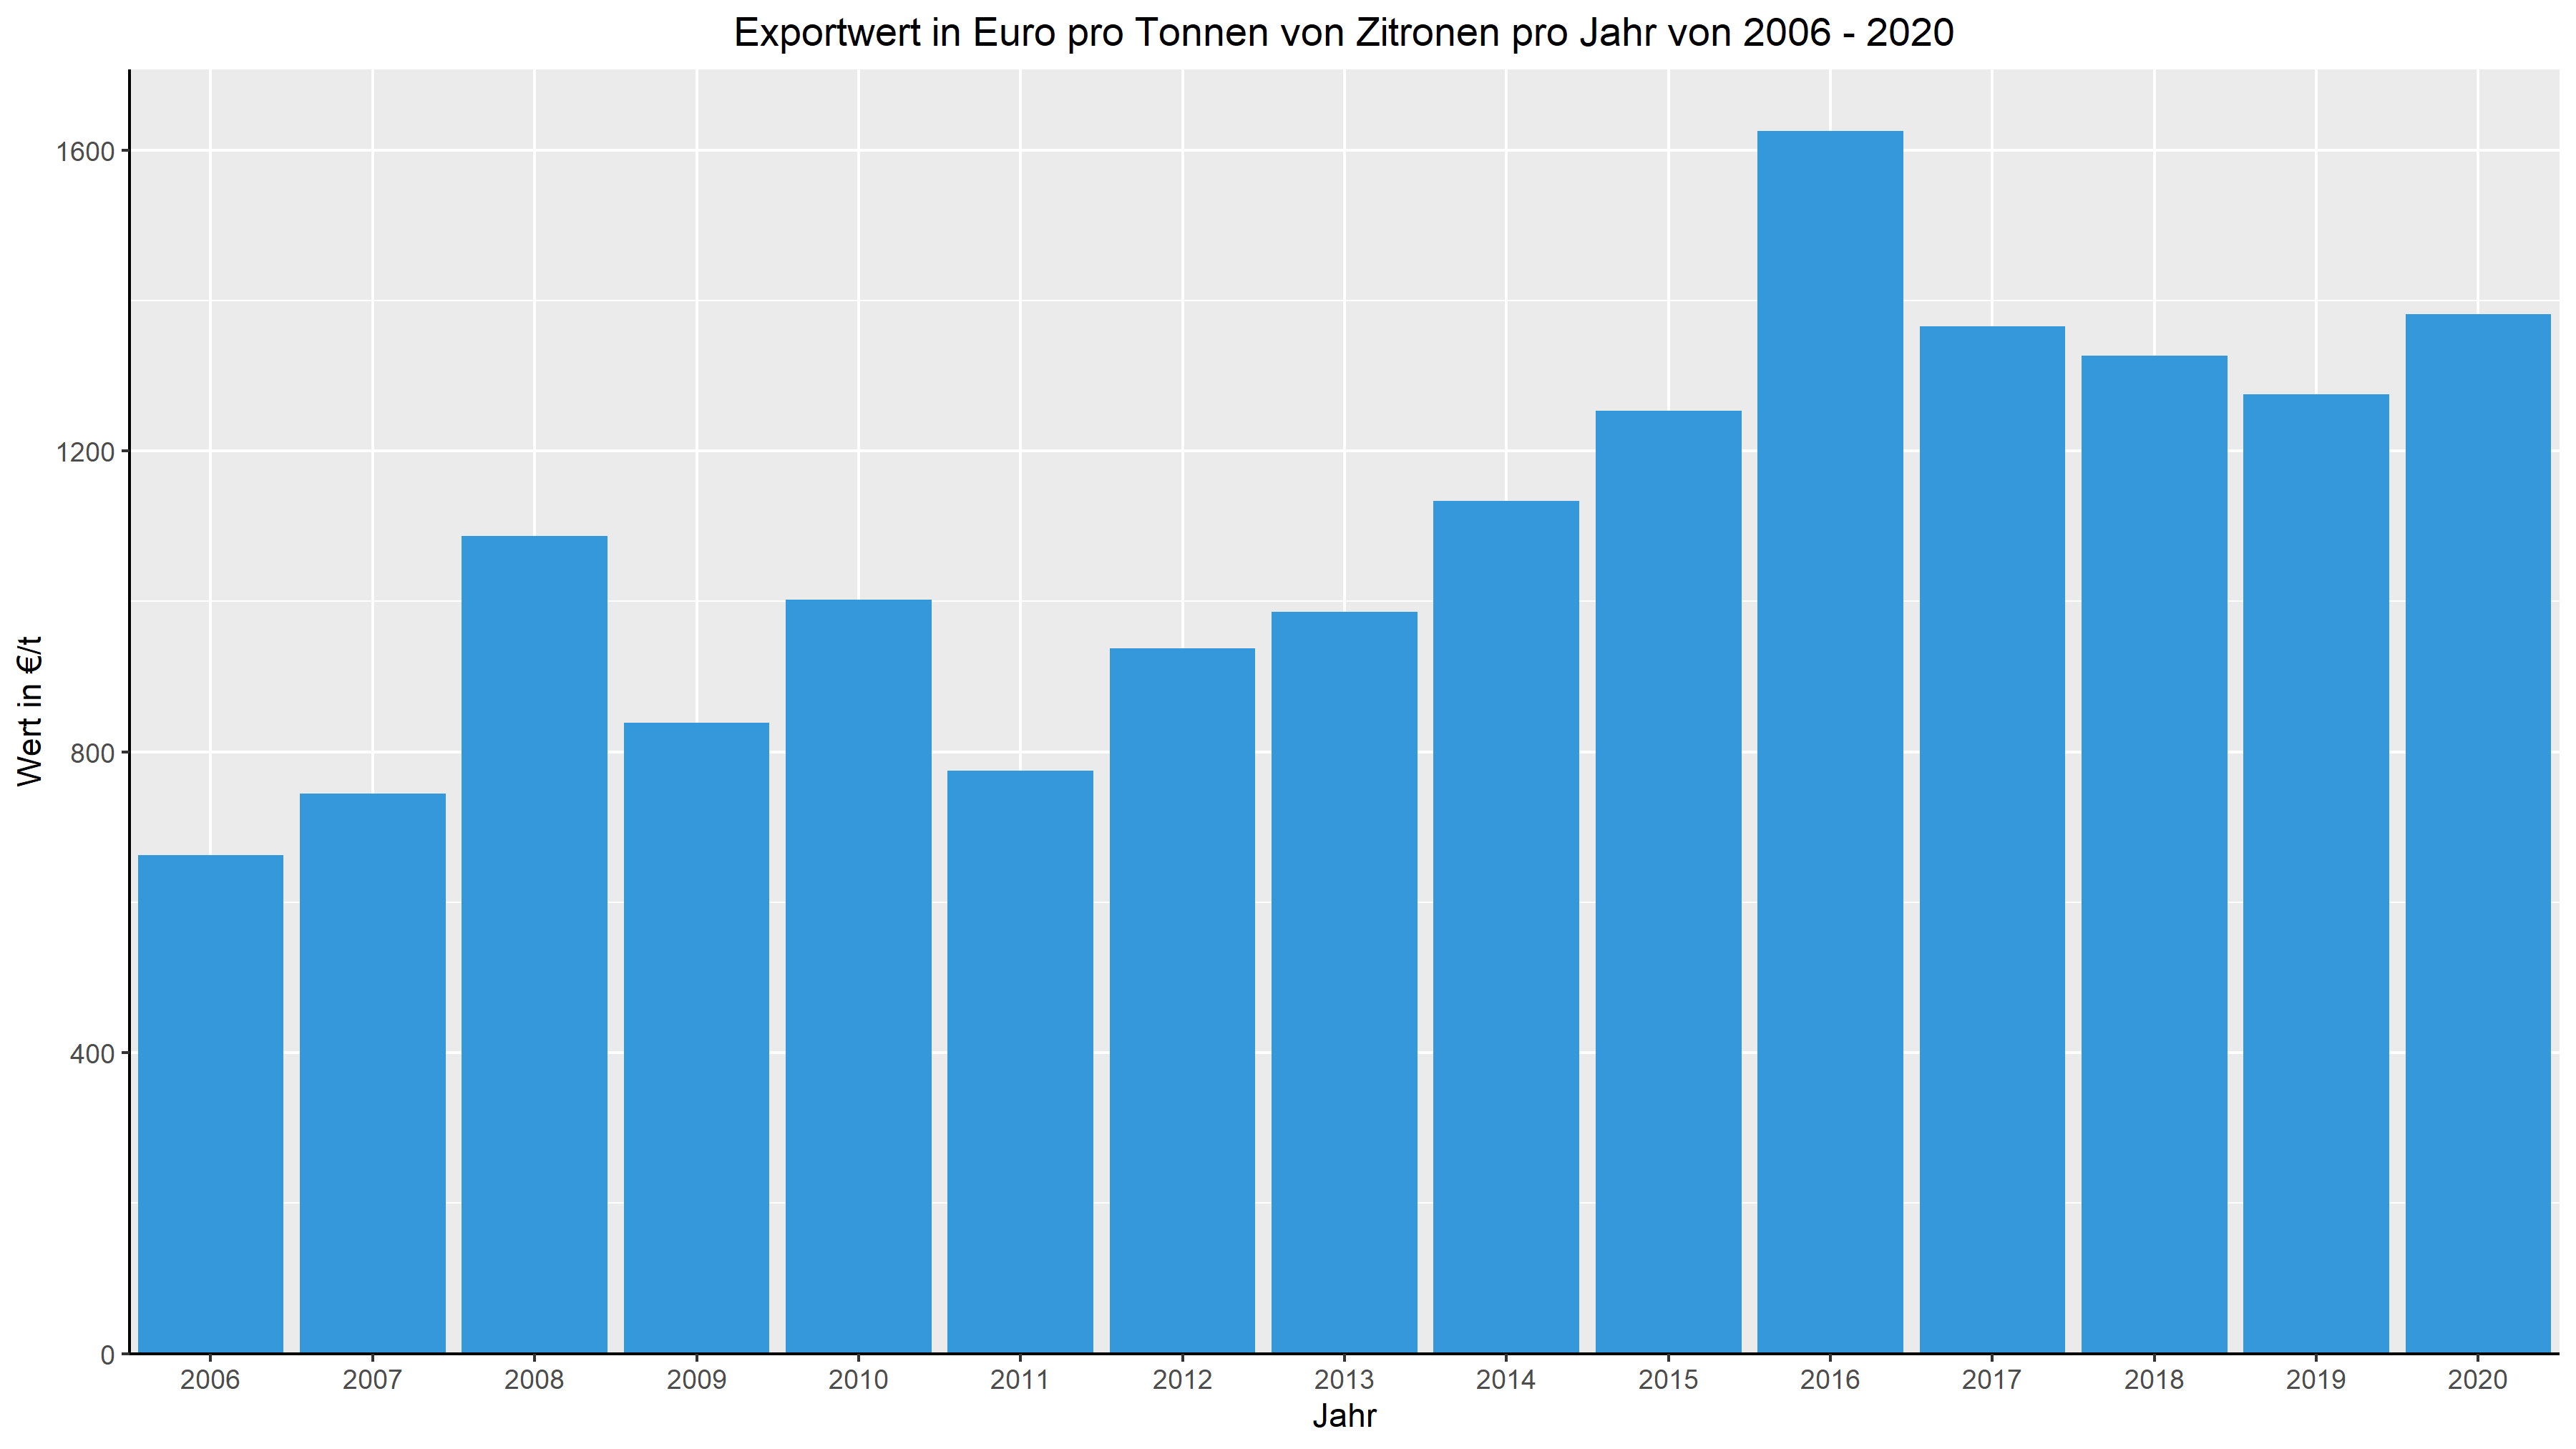 Exportwert in Euro pro Tonnen von Zitronen pro Jahr von 2006 - 2020
Wert in €/t
1600
1200
800
400
0
2006 2007 2008 2009 2010 2011 2012 2013 2014 2015 2016 2017 2018 2019 2020
Jahr